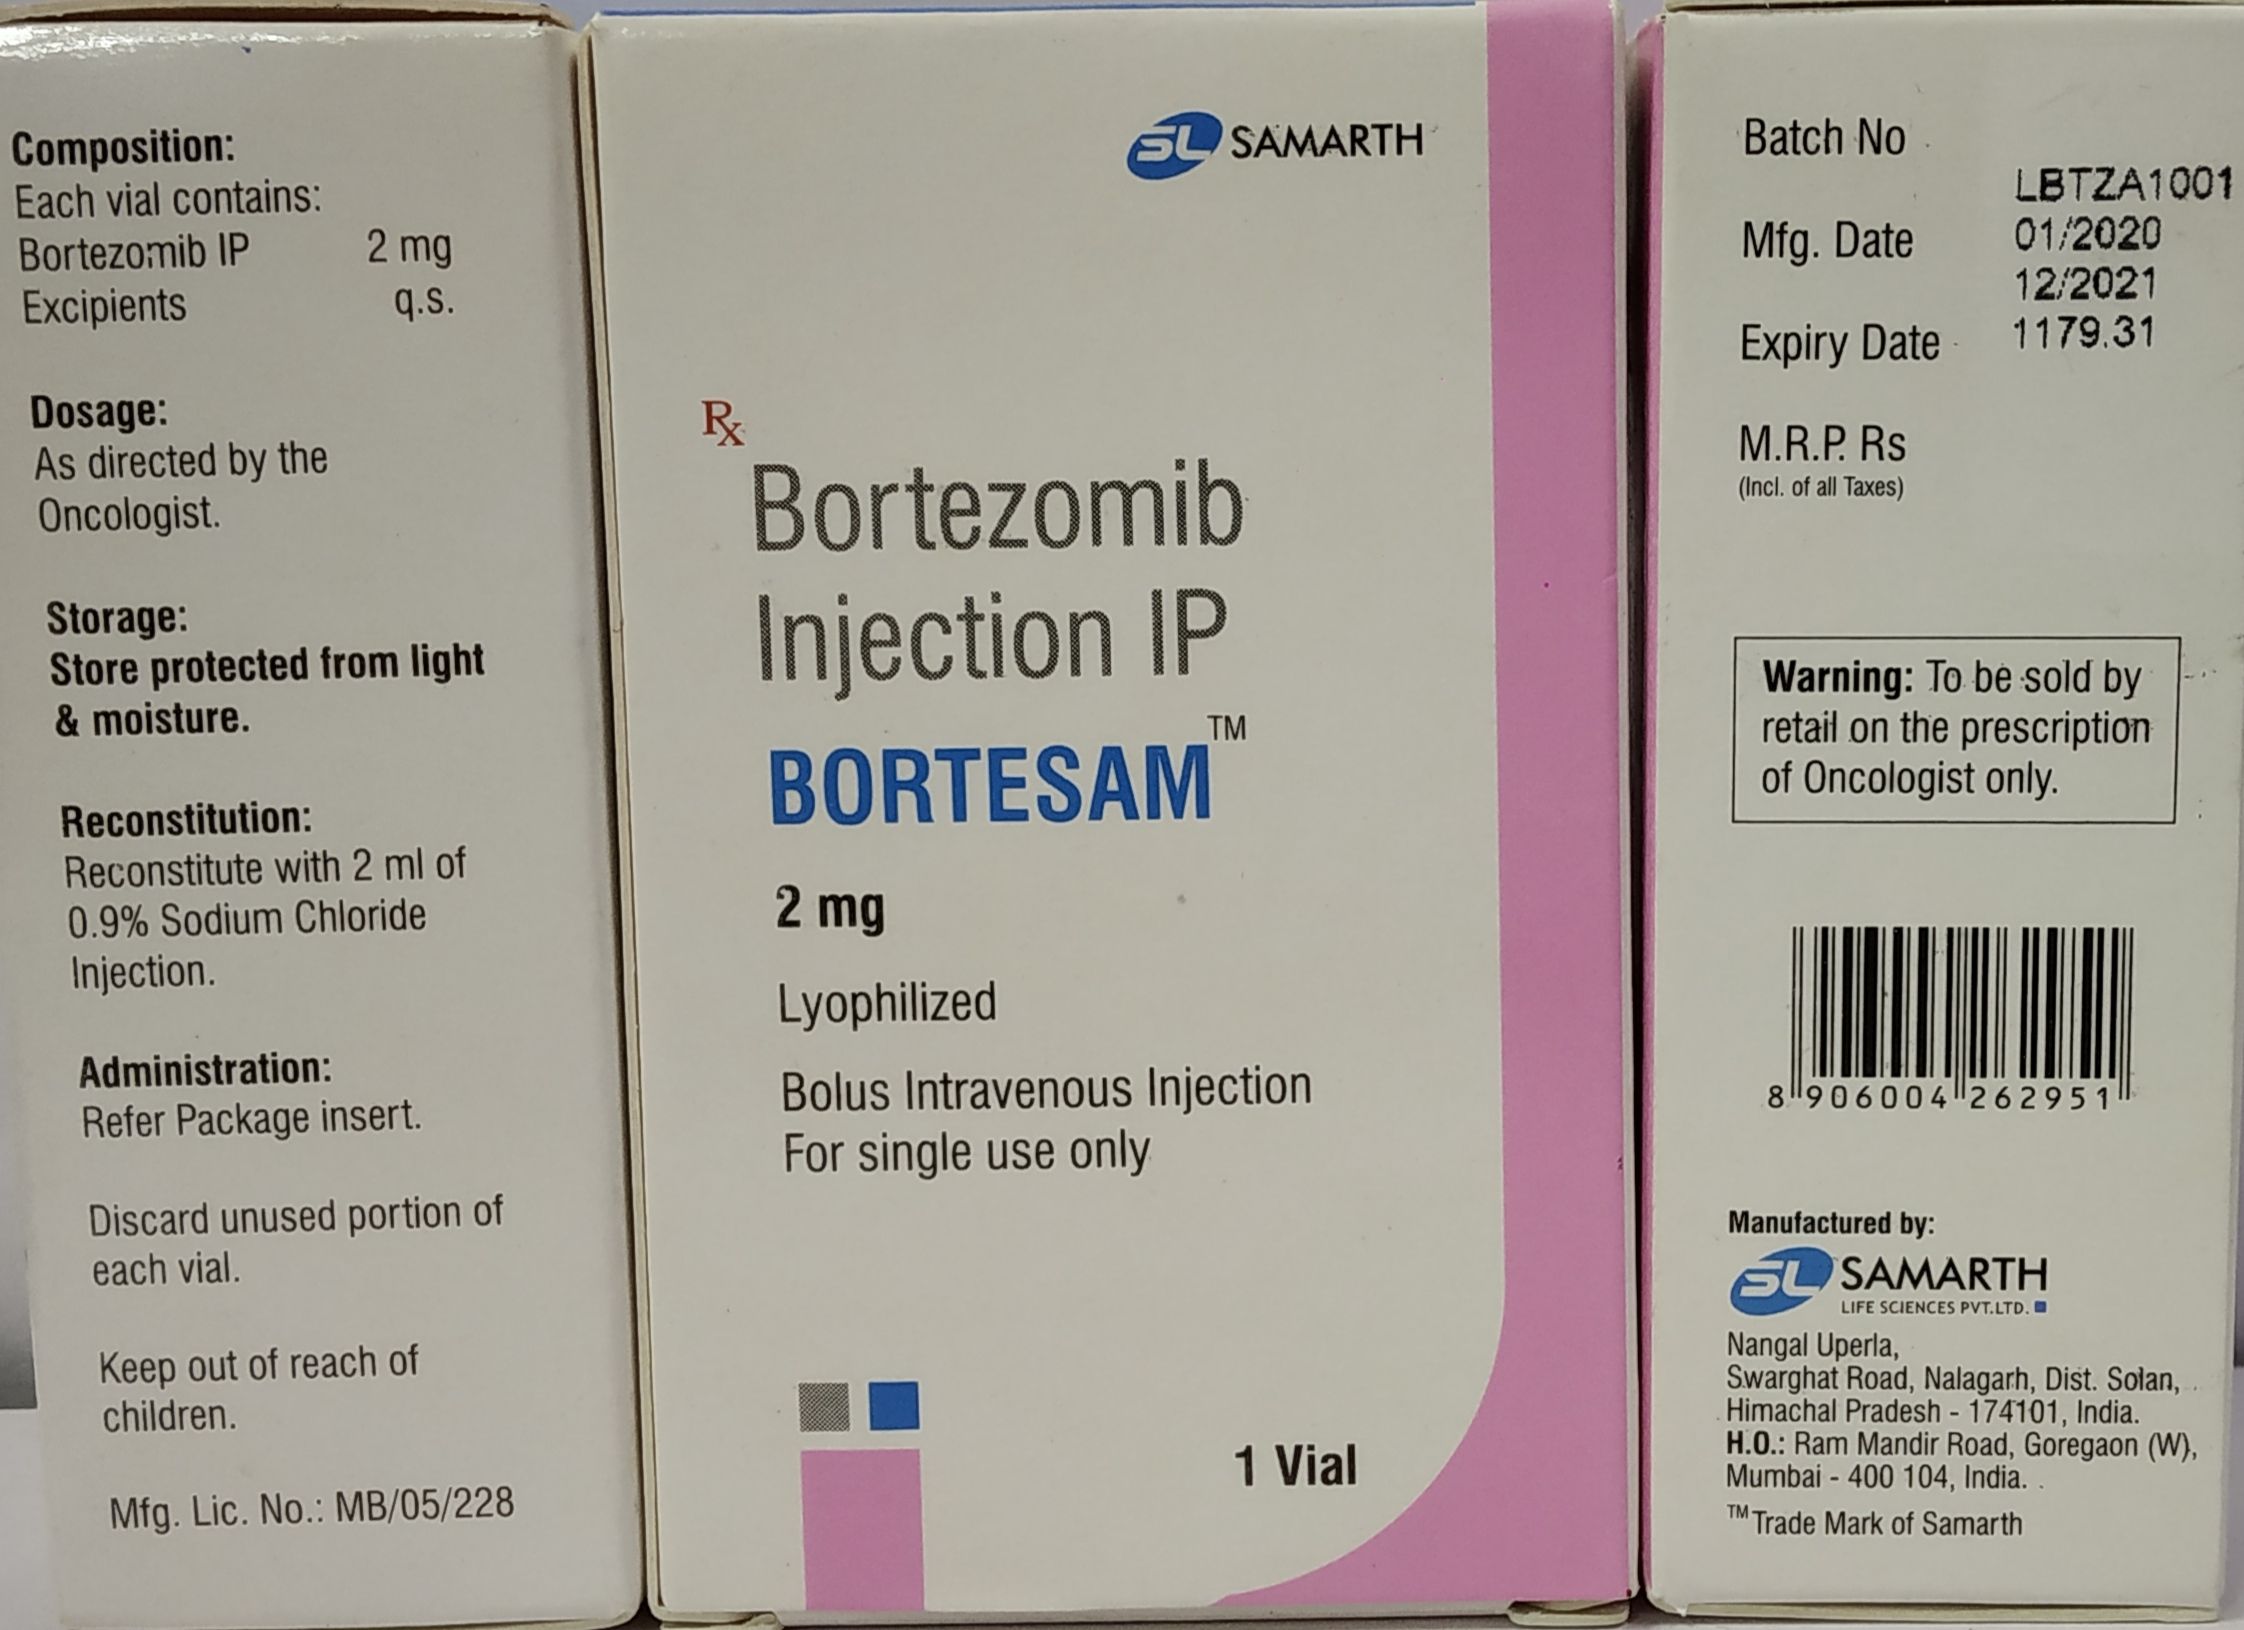 Composition:
Each vial contains:
Bortezomib IP 2 mg
Excipients q.s.
Dosage:
As directed by the
Oncologist.
Storage:
Store protected from light
& moisture.
Reconstitution:
Reconstitute with 2 ml of
0.9% Sodium Chloride
Injection.
Administration:
Refer Package insert.
Discard unused portion of
each vial.
Keep out of reach of
children.
Mfg. Lic. No.: MB/05/228
SL SAMARTH
Rx
Bortezomib
Injection IP
BORTESAM™
2 mg
Lyophilized
Bolus Intravenous Injection
For single use only
1 Vial
Batch No
LBTZA1001
Mfg. Date 01/2020
12/2021
Expiry Date 1179.31
M.R.P. Rs
(Incl. of all Taxes)
Warning: To be sold by
retail on the prescription
of Oncologist only.
8 906004 262951
Manufactured by:
SL SAMARTH
LIFE SCIENCES PVT.LTD.
Nangal Uperla,
Swarghat Road, Nalagarh, Dist. Solan,
Himachal Pradesh - 174101, India.
H.O.: Ram Mandir Road, Goregaon (W),
Mumbai - 400 104, India.
™Trade Mark of Samarth